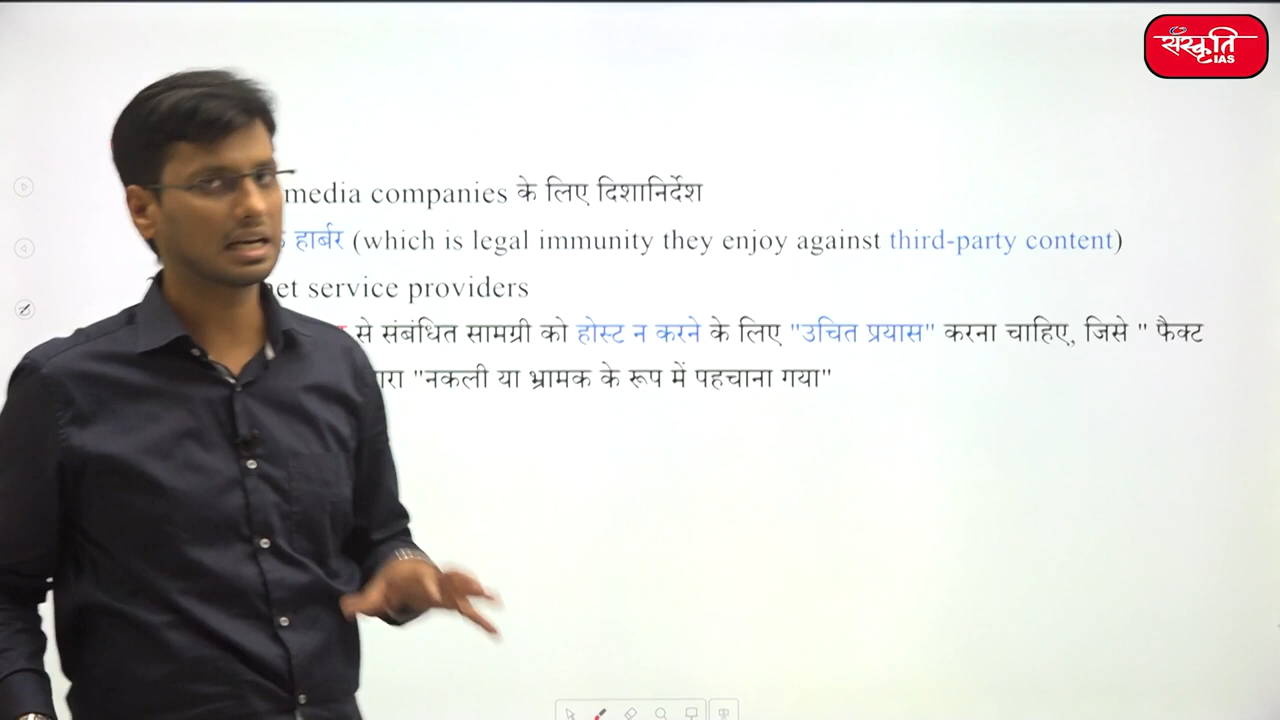 संस्कृति
IAS
media companies के लिए दिशानिर्देश
हार्बर (which is legal immunity they enjoy against third-party content)
service providers
से संबंधित सामग्री को होस्ट न करने के लिए "उचित प्रयास" करना चाहिए, जिसे " फैक्ट
"नकली या भ्रामक के रूप में पहचाना गया"